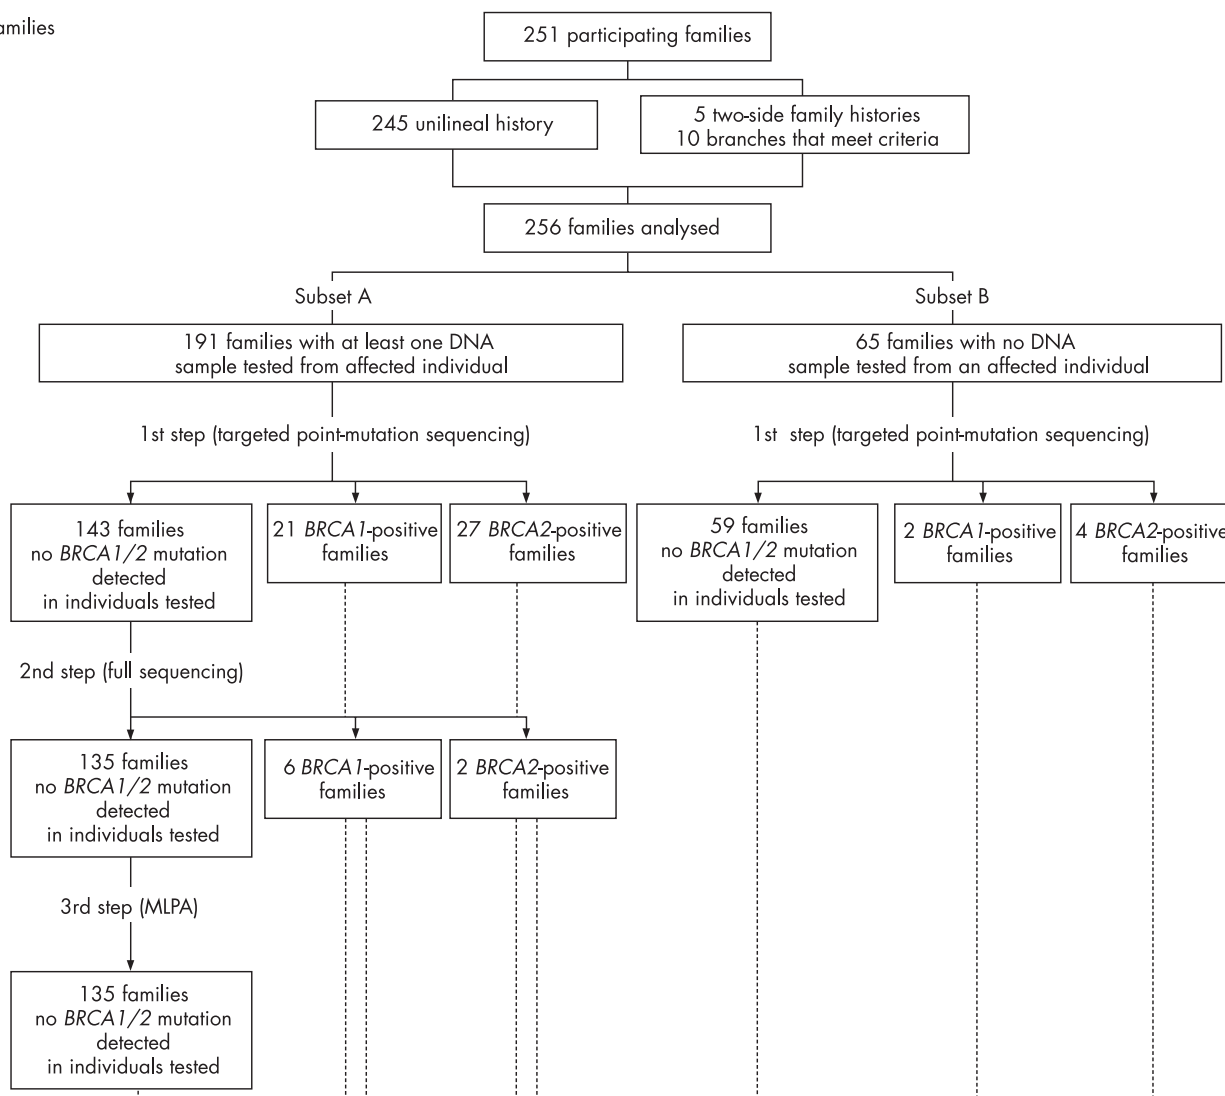 amilies
251 participating families
245 unilineal history
5 two-side family histories
10 branches that meet criteria
256 families analysed
Subset A
Subset B
191 families with at least one DNA
sample tested from affected individual
65 families with no DNA
sample tested from an affected individual
1st step (targeted point-mutation sequencing)
1st step (targeted point-mutation sequencing)
143 families
no BRCA1/2 mutation
detected
in individuals tested
21 BRCA1-positive
families
27 BRCA2-positive
families
59 families
no BRCA1/2 mutation
detected
in individuals tested
2 BRCA1-positive
families
4 BRCA2-positive
families
2nd step (full sequencing)
135 families
no BRCA1/2 mutation
detected
in individuals tested
6 BRCA1-positive
families
2 BRCA2-positive
families
3rd step (MLPA)
135 families
no BRCA1/2 mutation
detected
in individuals tested